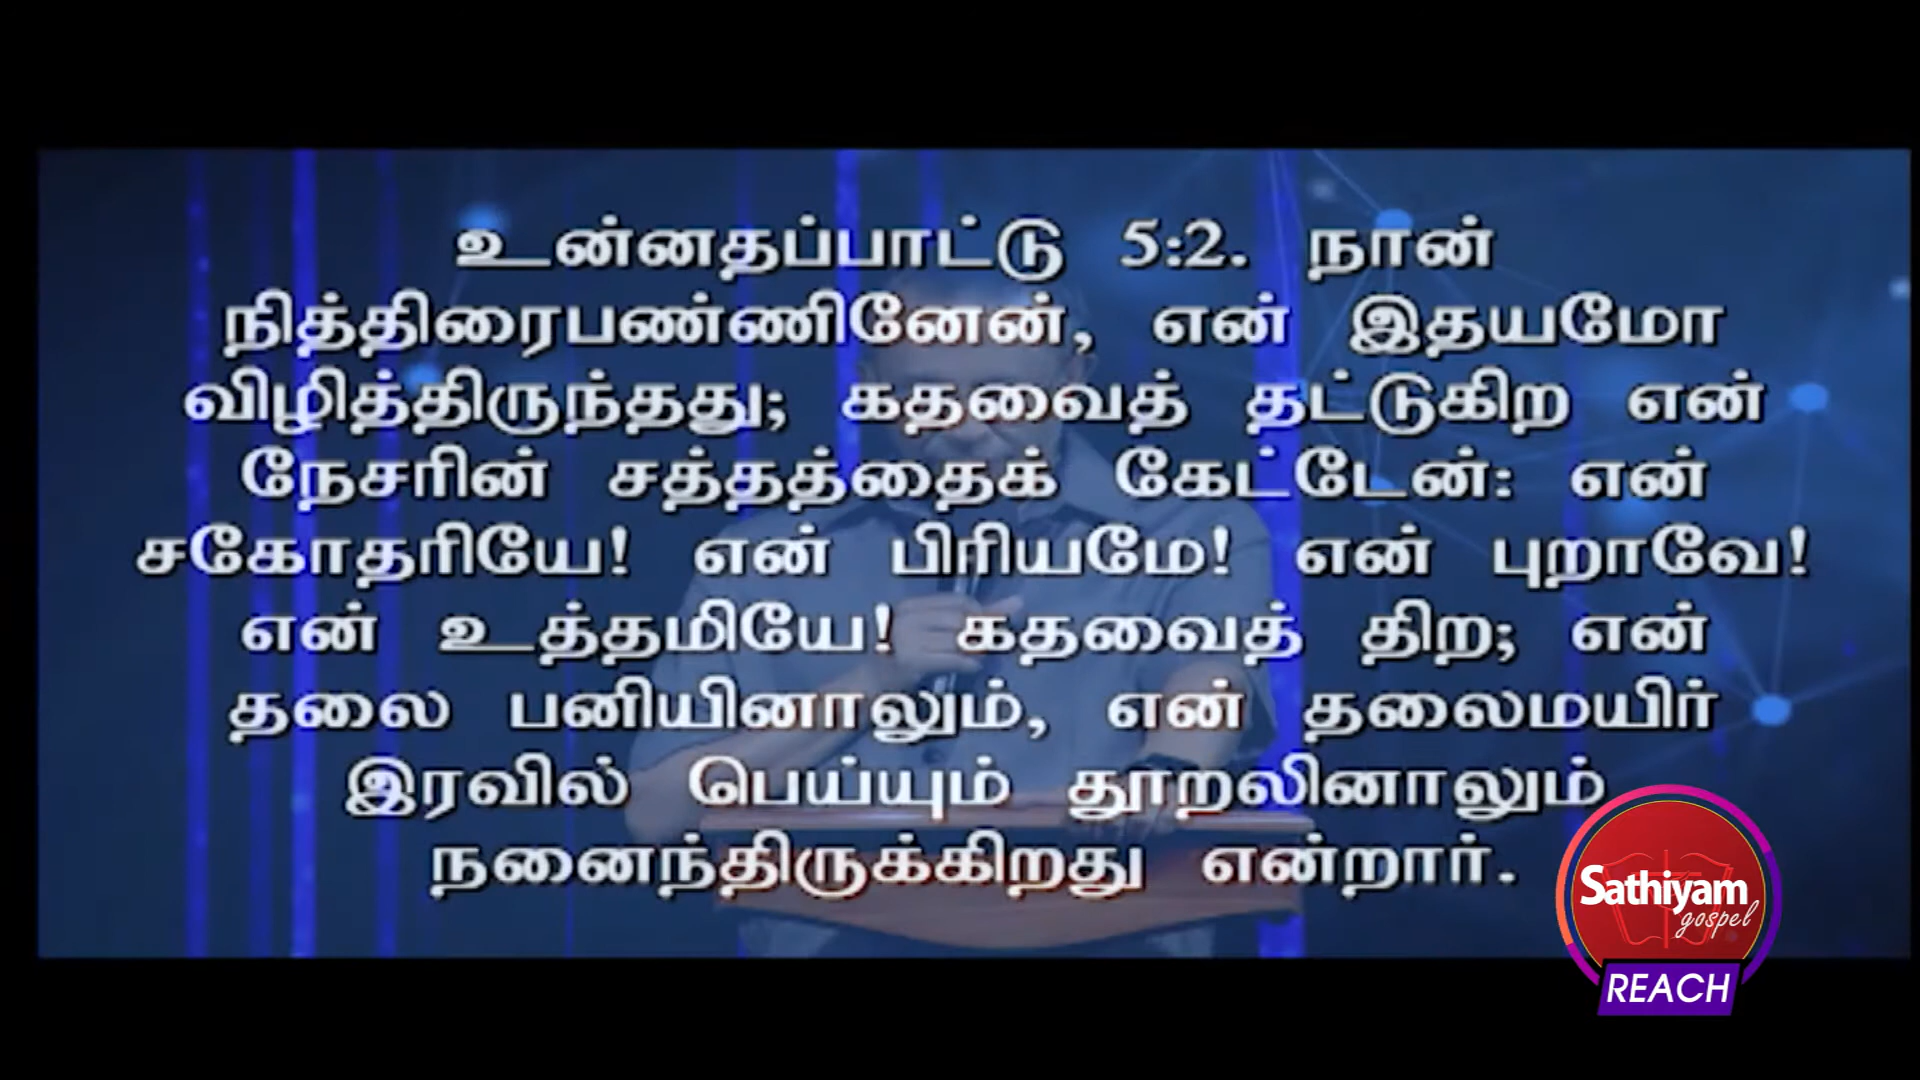 உன்னதப்பாட்டு 5:2. நான்
நித்திரைபண்ணினேன், என் இதயமோ
விழித்திருந்தது; கதவைத் தட்டுகிற என்
நேசரின் சத்தத்தைக் கேட்டேன்: என்
சகோதரியே! என் பிரியமே! என் புறாவே!
என் உத்தமியே! கதவைத் திற; என்
தலை பனியினாலும், என் தலைமயிர்
இரவில் பெய்யும் தூறலினாலும்
நனைந்திருக்கிறது என்றார்.
Sathiyam
gospel
REACH